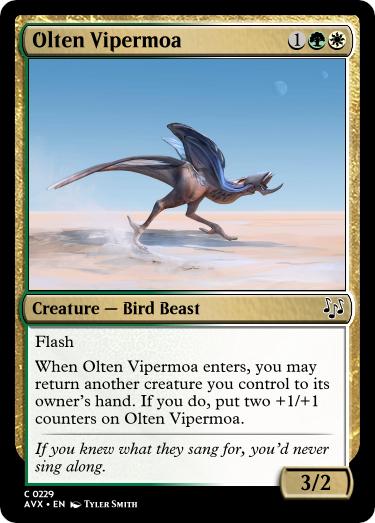 Olten Vipermoa 1
Creature — Bird Beast
Flash
When Olten Vipermoa enters, you may
return another creature you control to its
owner's hand. If you do, put two +1/+1
counters on Olten Vipermoa.
If you knew what they sang for, you'd never
sing along.
3/2
C 0229
AVX • EN Tyler Smith